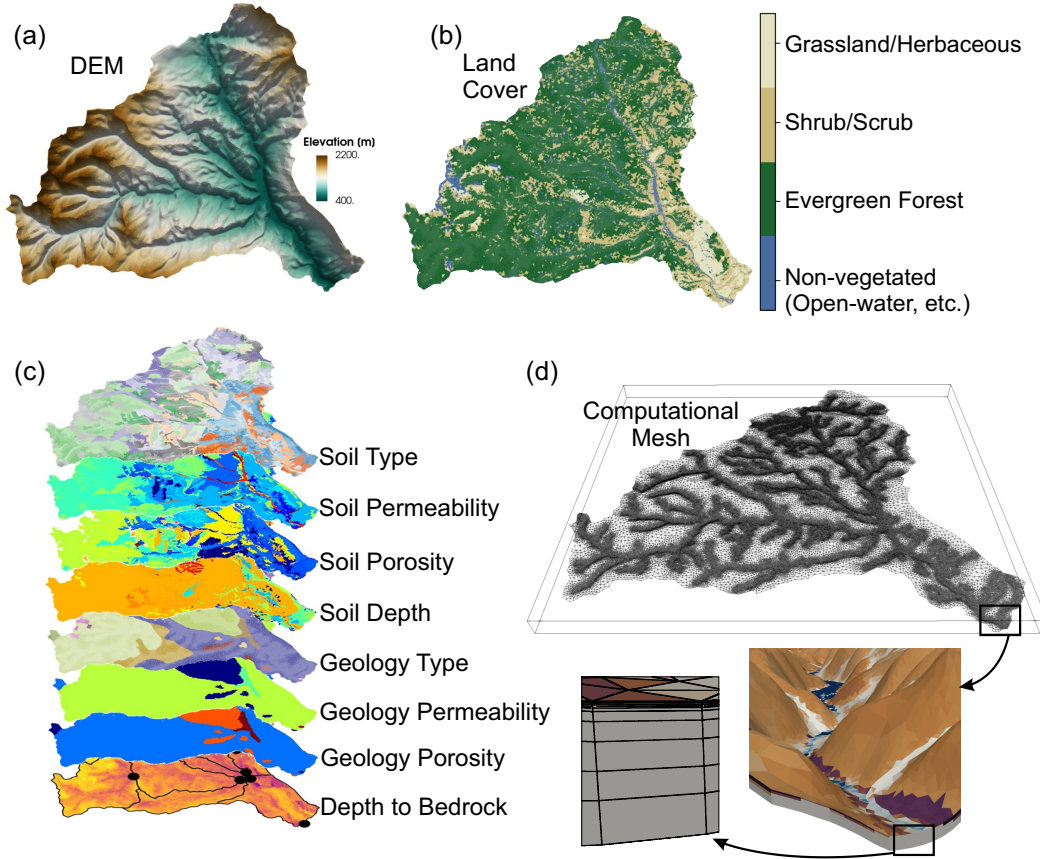 (a)
DEM
Elevation [m]
2200.
400.
(b)
Land
Cover
Grassland/Herbaceous
Shrub/Scrub
Evergreen Forest
Non-vegetated
(Open-water, etc.)
(c)
Soil Type
Soil Permeability
Soil Porosity
Soil Depth
Geology Type
Geology Permeability
Geology Porosity
Depth to Bedrock
(d)
Computational
Mesh